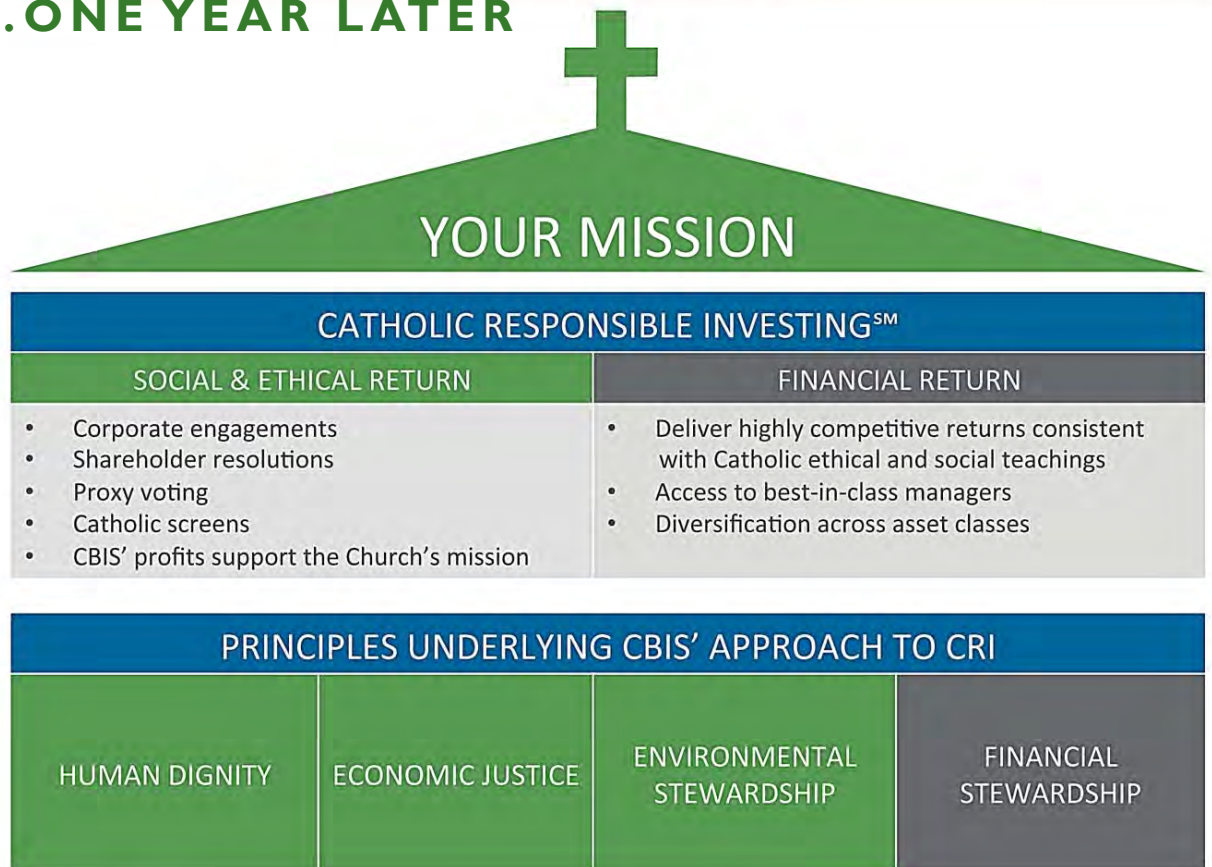 .ONE YEAR LATER
YOUR MISSION
CATHOLIC RESPONSIBLE INVESTING℠
SOCIAL & ETHICAL RETURN
• Corporate engagements
• Shareholder resolutions
• Proxy voting
• Catholic screens
• CBIS’ profits support the Church’s mission
FINANCIAL RETURN
• Deliver highly competitive returns consistent
with Catholic ethical and social teachings
• Access to best-in-class managers
• Diversification across asset classes
PRINCIPLES UNDERLYING CBIS’ APPROACH TO CRI
HUMAN DIGNITY
ECONOMIC JUSTICE
ENVIRONMENTAL
STEWARDSHIP
FINANCIAL
STEWARDSHIP